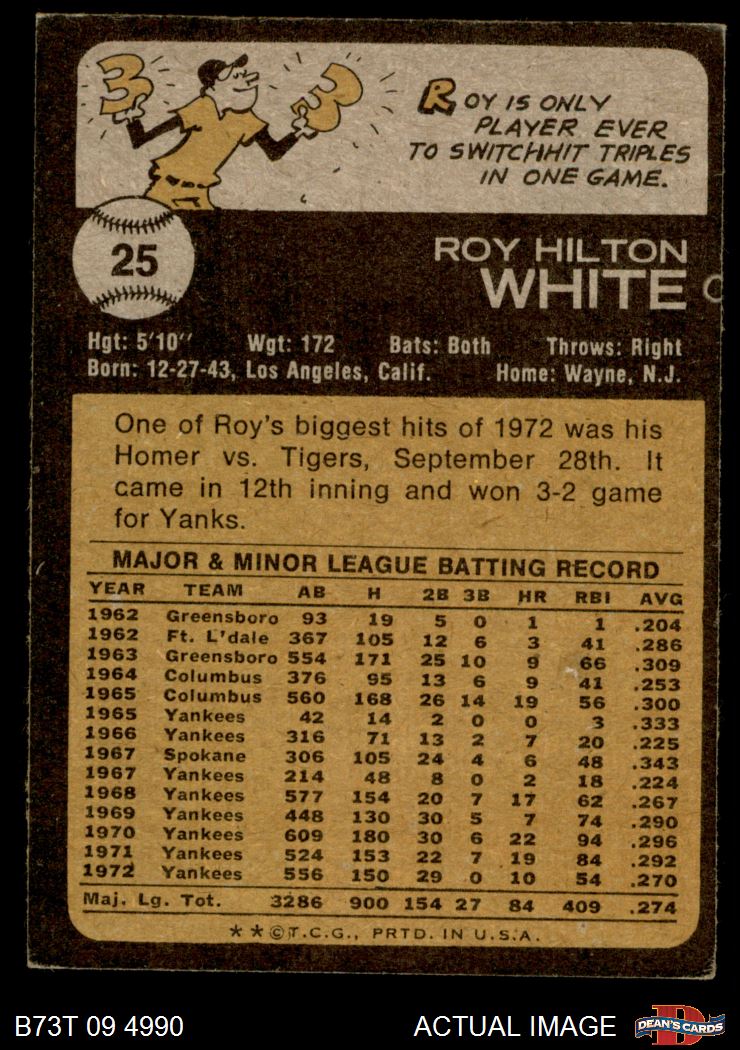 3 3
ROY IS ONLY
PLAYER EVER
TO SWITCHHIT TRIPLES
IN ONE GAME.
25
ROY HILTON
WHITE
Hgt: 5'10" Wgt: 172 Bats: Both Throws: Right
Born: 12-27-43, Los Angeles, Calif. Home: Wayne, N.J.
One of Roy's biggest hits of 1972 was his
Homer vs. Tigers, September 28th. It
came in 12th inning and won 3-2 game
for Yanks.
MAJOR & MINOR LEAGUE BATTING RECORD
YEAR TEAM AB H 2B 3B HR RBI AVG
1962 Greensboro 93 19 5 0 1 1 .204
1962 Ft. L'dale 367 105 12 6 3 41 .286
1963 Greensboro 554 171 25 10 9 66 .309
1964 Columbus 376 95 13 6 9 41 .253
1965 Columbus 560 168 26 14 19 56 .300
1965 Yankees 42 14 2 0 0 3 .333
1966 Yankees 316 71 13 2 7 20 .225
1967 Spokane 306 105 24 4 6 48 .343
1967 Yankees 214 48 8 0 2 18 .224
1968 Yankees 577 154 20 7 17 62 .267
1969 Yankees 448 130 30 5 7 74 .290
1970 Yankees 609 180 30 6 22 94 .296
1971 Yankees 524 153 22 7 19 84 .292
1972 Yankees 556 150 29 0 10 54 .270
Maj. Lg. Tot. 3286 900 154 27 84 409 .274
**©T.C.G., PRTD. IN U.S.A.
B73T 09 4990 ACTUAL IMAGE D DEAN'S CARDS